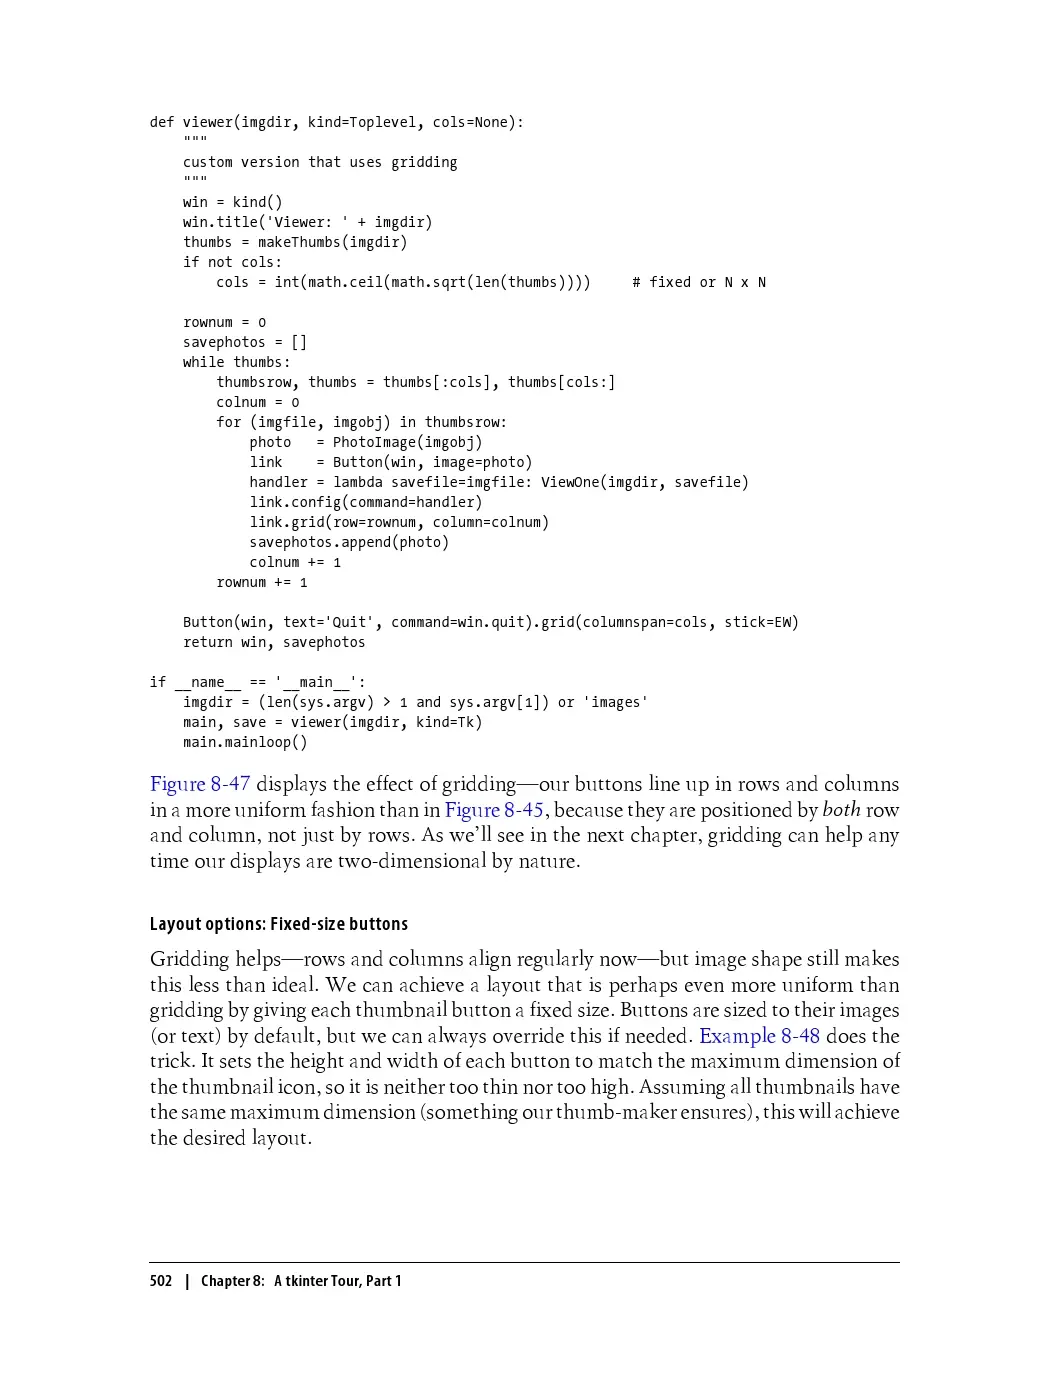 def viewer(imgdir, kind=Toplevel, cols=None):
    """
    custom version that uses gridding
    """
    win = kind()
    win.title('Viewer: ' + imgdir)
    thumbs = makeThumbs(imgdir)
    if not cols:
        cols = int(math.ceil(math.sqrt(len(thumbs))))     # fixed or N x N

    rownum = 0
    savephotos = []
    while thumbs:
        thumbsrow, thumbs = thumbs[:cols], thumbs[cols:]
        colnum = 0
        for (imgfile, imgobj) in thumbsrow:
            photo   = PhotoImage(imgobj)
            link    = Button(win, image=photo)
            handler = lambda savefile=imgfile: ViewOne(imgdir, savefile)
            link.config(command=handler)
            link.grid(row=rownum, column=colnum)
            savephotos.append(photo)
            colnum += 1
        rownum += 1

    Button(win, text='Quit', command=win.quit).grid(columnspan=cols, stick=EW)
    return win, savephotos

if __name__ == '__main__':
    imgdir = (len(sys.argv) > 1 and sys.argv[1]) or 'images'
    main, save = viewer(imgdir, kind=Tk)
    main.mainloop()
Figure 8-47 displays the effect of gridding—our buttons line up in rows and columns
in a more uniform fashion than in Figure 8-45, because they are positioned by both row
and column, not just by rows. As we’ll see in the next chapter, gridding can help any
time our displays are two-dimensional by nature.
Layout options: Fixed-size buttons
Gridding helps—rows and columns align regularly now—but image shape still makes
this less than ideal. We can achieve a layout that is perhaps even more uniform than
gridding by giving each thumbnail button a fixed size. Buttons are sized to their images
(or text) by default, but we can always override this if needed. Example 8-48 does the
trick. It sets the height and width of each button to match the maximum dimension of
the thumbnail icon, so it is neither too thin nor too high. Assuming all thumbnails have
the same maximum dimension (something our thumb-maker ensures), this will achieve
the desired layout.
502 | Chapter 8: A tkinter Tour, Part 1